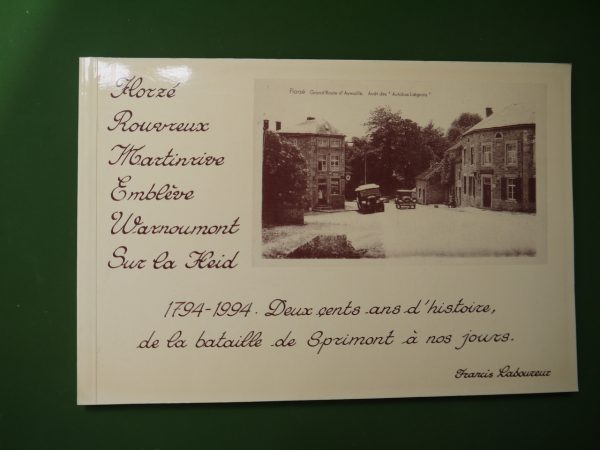 Florzé
Rouvreux
Martinrive
Emblève
Warnoumont
Sur la Heid
Florzé Grand'Route d'Aywaille. Arrêt des " Autobus Liégeois "
1794-1994. Deux çents ans d'histoire,
de la bataille de Sprimont à nos jours.
Francis Laboureur